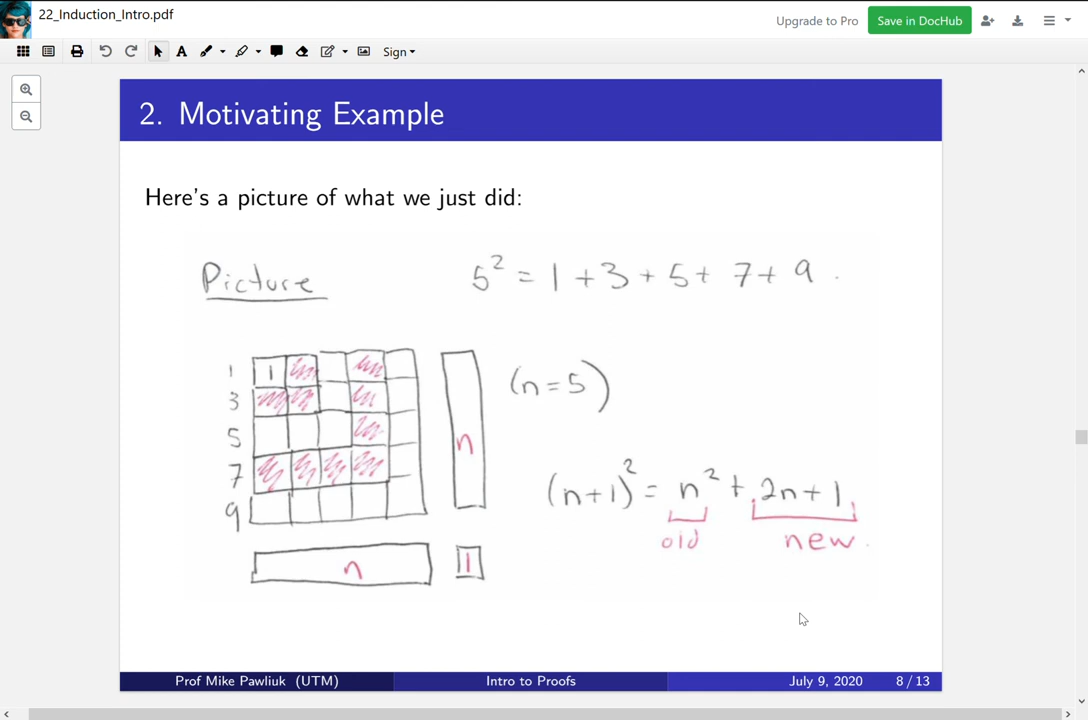 22_Induction_Intro.pdf
Upgrade to Pro
Save in DocHub
A
Sign
2. Motivating Example
Here's a picture of what we just did:
Picture
5² = 1 + 3 + 5 + 7 + 9.
1
3
5
7
9
1
n
(n=5)
(n+1)² = n² + 2n+1
old
new.
n
1
Prof Mike Pawliuk (UTM)
Intro to Proofs
July 9, 2020
8 / 13